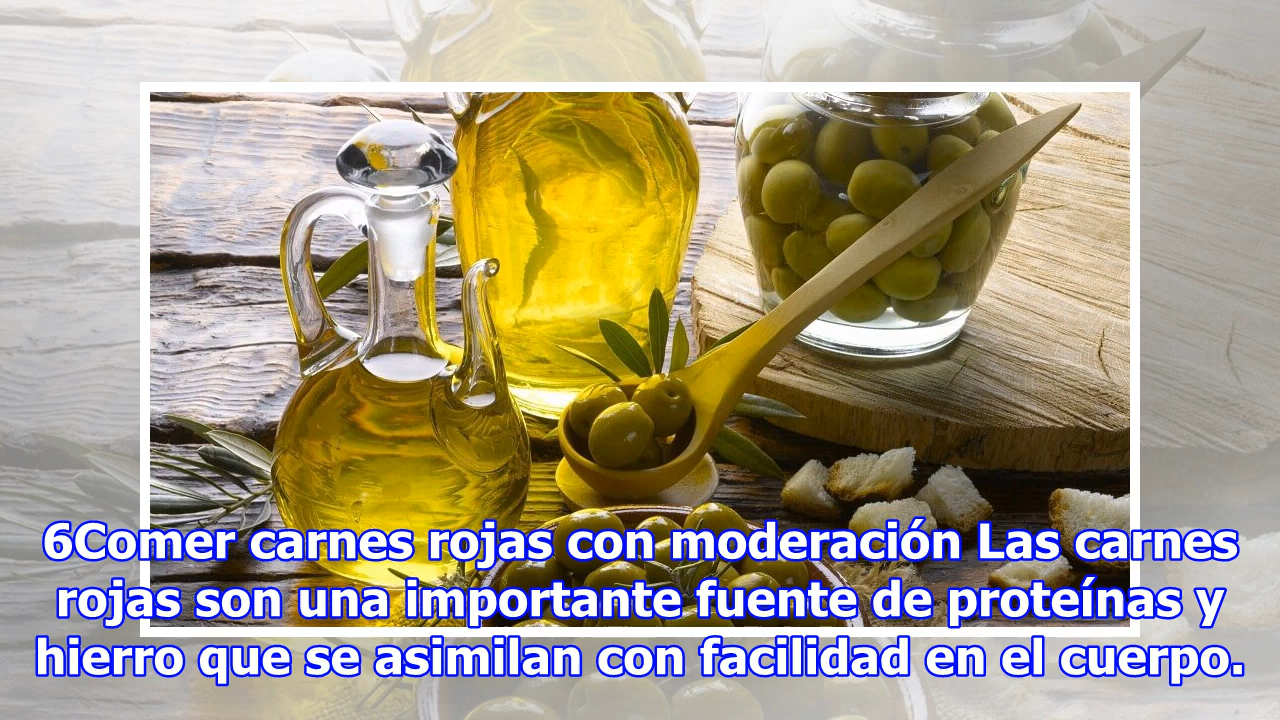 6Comer carnes rojas con moderación Las carnes
rojas son una importante fuente de proteínas y
hierro que se asimilan con facilidad en el cuerpo.